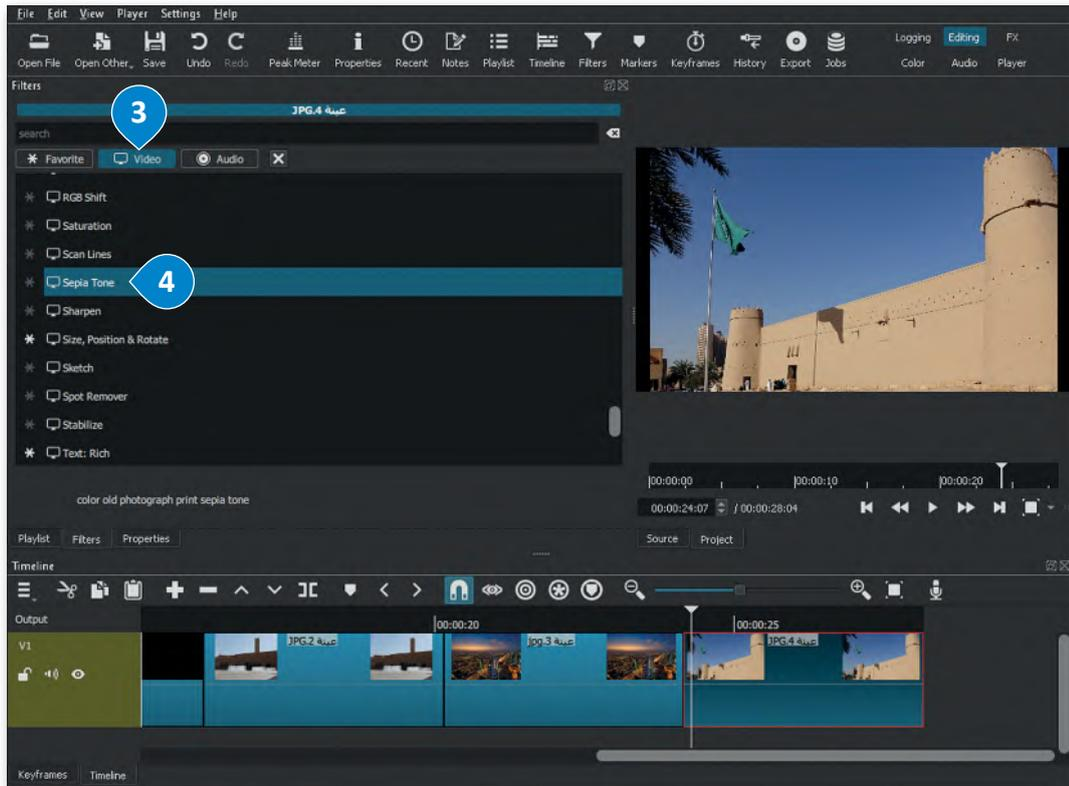 File Edit View Player Settings Help
Open File Open Other.. Save Undo Redo Peak Meter Properties Recent Notes Playlist Timeline Filters Markers Keyframes History Export Jobs
Logging Editing FX
Color Audio Player
Filters
عينة 4.JPG
3
search
Favorite Video Audio
RGB Shift
Saturation
Scan Lines
Sepia Tone
4
Sharpen
Size, Position & Rotate
Sketch
Spot Remover
Stabilize
Text: Rich
color old photograph print sepia tone
00:00:00 00:00:10 00:00:20
00:00:24:07 / 00:00:28:04
Playlist Filters Properties
Source Project
Timeline
Output
00:00:20 00:00:25
V1
عينة 2.JPG
عينة 3.jpg
عينة 4.JPG
Keyframes Timeline